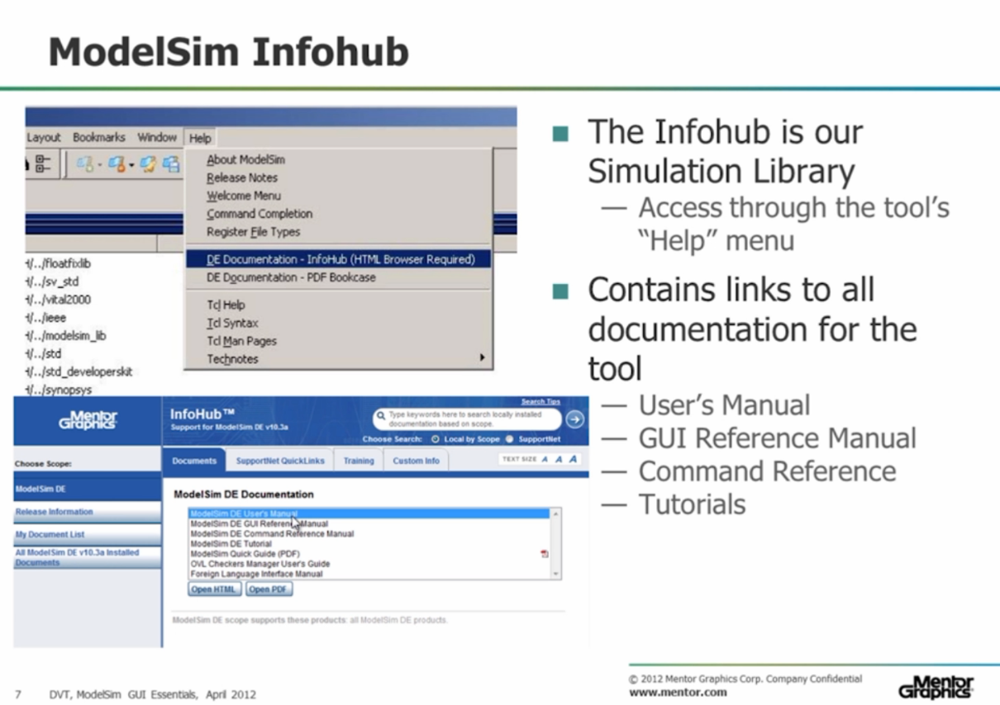 ModelSim Infohub
Layout Bookmarks Window Help
About ModelSim
Release Notes
Welcome Menu
Command Completion
Register File Types
DE Documentation - InfoHub (HTML Browser Required)
DE Documentation - PDF Bookcase
Tcl Help
Tcl Syntax
Tcl Man Pages
Technotes
/../floatfixlib
/../sv_std
/../vital2000
/../ieee
/../modelsim_lib
/../std
/../std_developerskit
/../synopsys
The Infohub is our
Simulation Library
— Access through the tool's
"Help" menu
Contains links to all
documentation for the
tool
— User's Manual
— GUI Reference Manual
— Command Reference
— Tutorials
Mentor
Graphics
InfoHub™
Support for ModelSim DE v10.3a
Search Tips
Type keywords here to search locally installed
documentation based on scope.
Choose Search: Local by Scope SupportNet
Choose Scope:
ModelSim DE
Release Information
My Document List
All ModelSim DE v10.3a Installed
Documents
Documents SupportNet QuickLinks Training Custom Info
TEXT SIZE A A A
ModelSim DE Documentation
ModelSim DE User's Manual
ModelSim DE GUI Reference Manual
ModelSim DE Command Reference Manual
ModelSim DE Tutorial
ModelSim Quick Guide (PDF)
OVL Checkers Manager User's Guide
Foreign Language Interface Manual
Open HTML Open PDF
ModelSim DE scope supports these products: all ModelSim DE products.
7 DVT, ModelSim GUI Essentials, April 2012
© 2012 Mentor Graphics Corp. Company Confidential
www.mentor.com
Mentor
Graphics